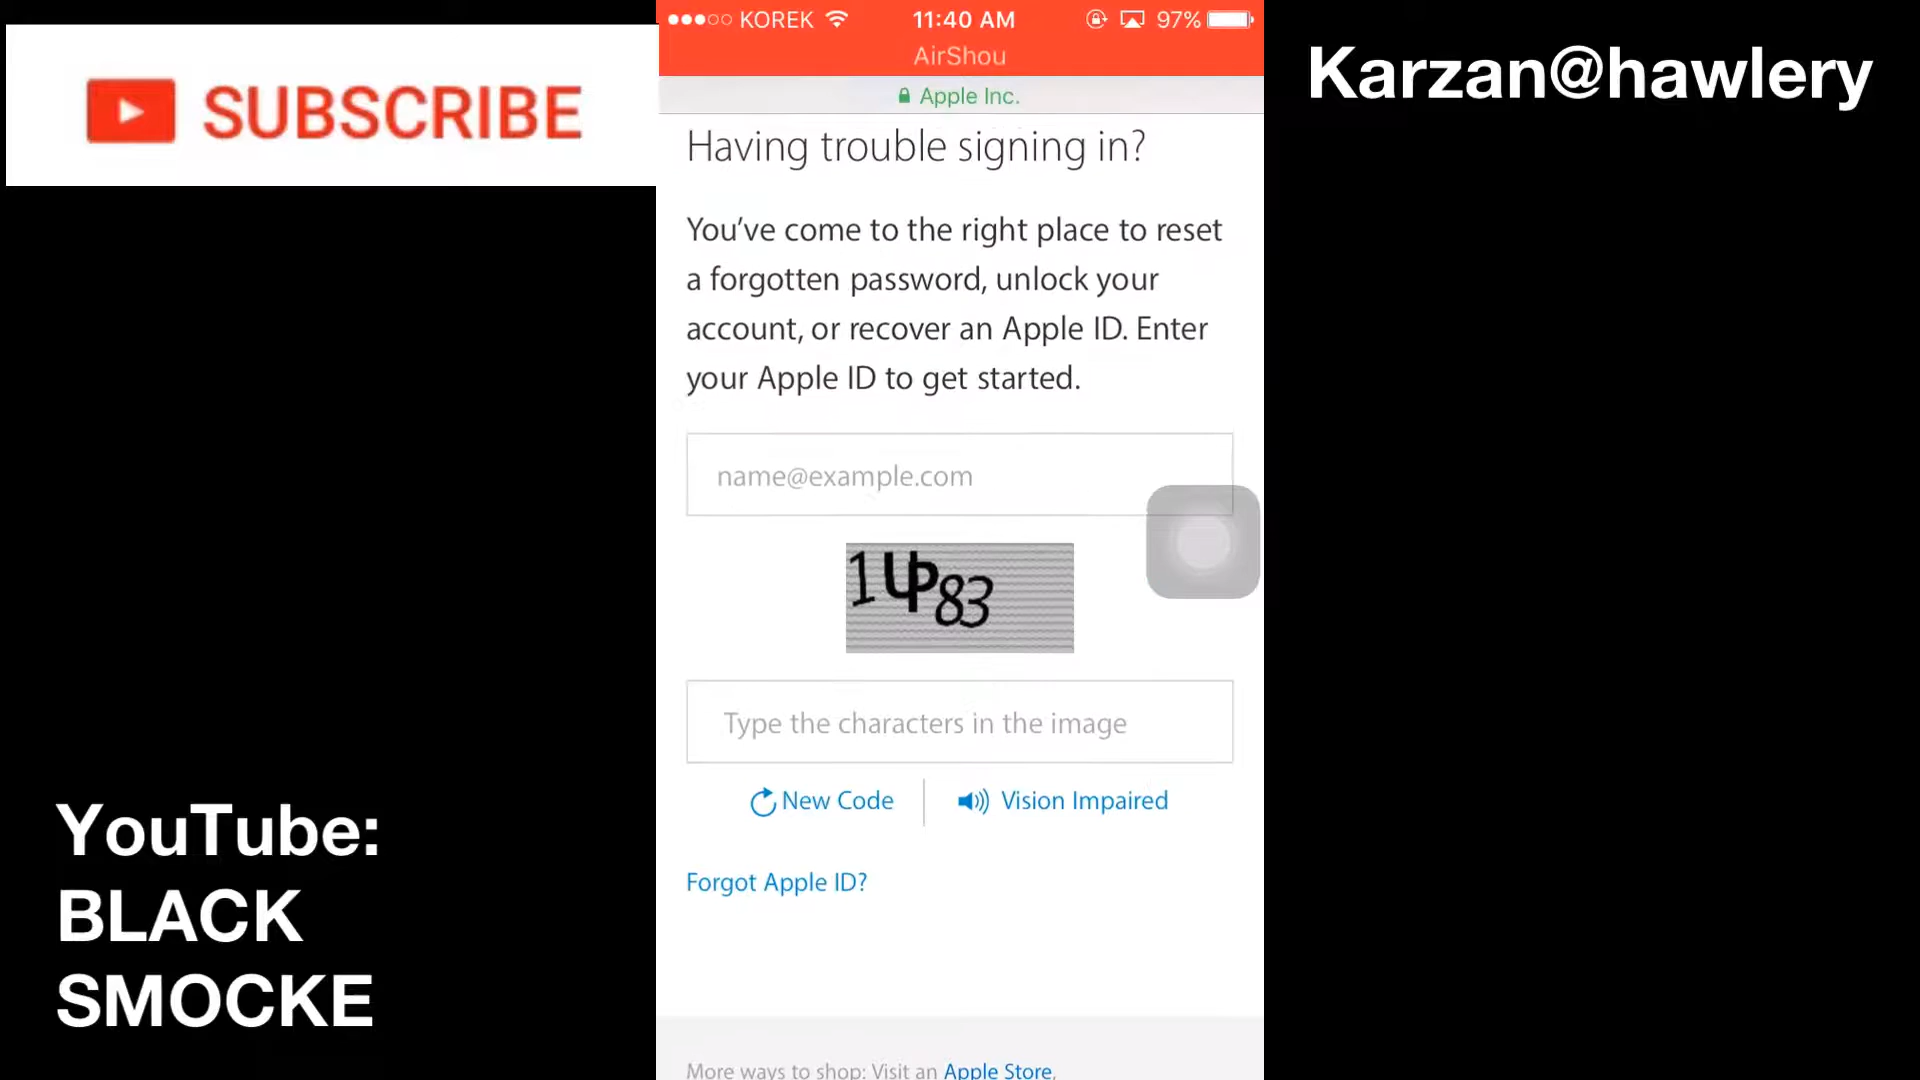 SUBSCRIBE
KOREK 11:40 AM 97%
AirShou
Apple Inc.
Karzan@hawlery
Having trouble signing in?
You've come to the right place to reset
a forgotten password, unlock your
account, or recover an Apple ID. Enter
your Apple ID to get started.
name@example.com
Type the characters in the image
New Code
Vision Impaired
Forgot Apple ID?
YouTube:
BLACK
SMOCKE
More ways to shop: Visit an Apple Store,